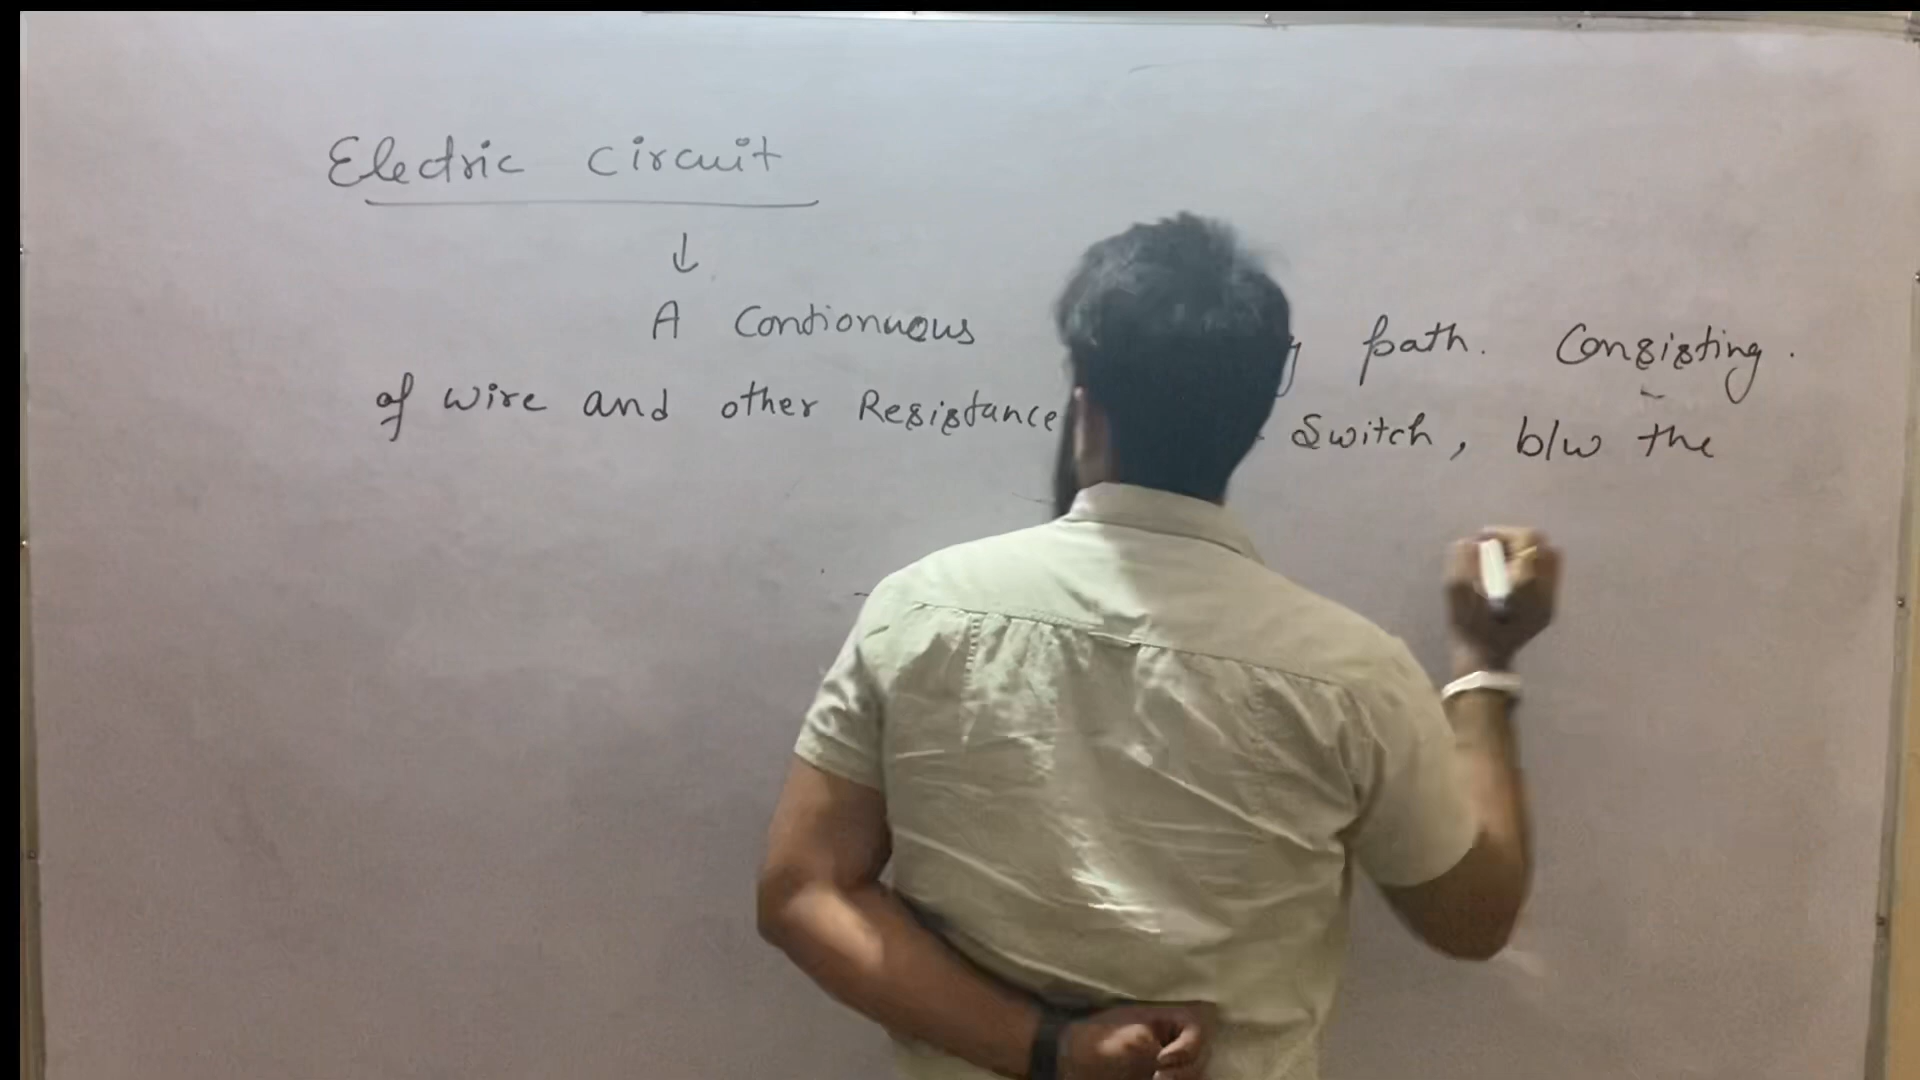 Electric circuit
↓
A Contionuous path. Consisting.
of wire and other Resistance Switch, b/w the